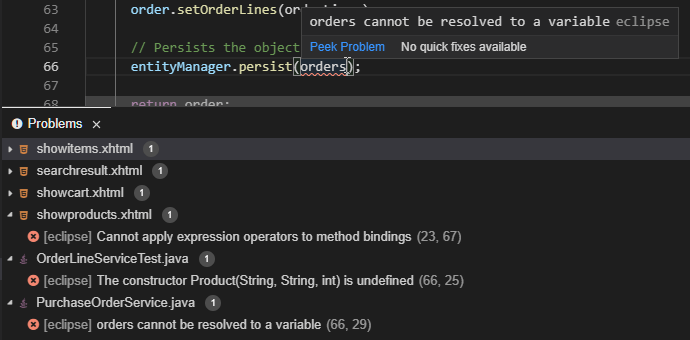 63 order.setOrderLines(
orders cannot be resolved to a variable eclipse
64
65 // Persists the object
Peek Problem No quick fixes available
66 entityManager.persist(orders);
67
68 return order;
Problems ×
showitems.xhtml 1
searchresult.xhtml 1
showcart.xhtml 1
showproducts.xhtml 1
[eclipse] Cannot apply expression operators to method bindings (23, 67)
OrderLineServiceTest.java 1
[eclipse] The constructor Product(String, String, int) is undefined (66, 25)
PurchaseOrderService.java 1
[eclipse] orders cannot be resolved to a variable (66, 29)